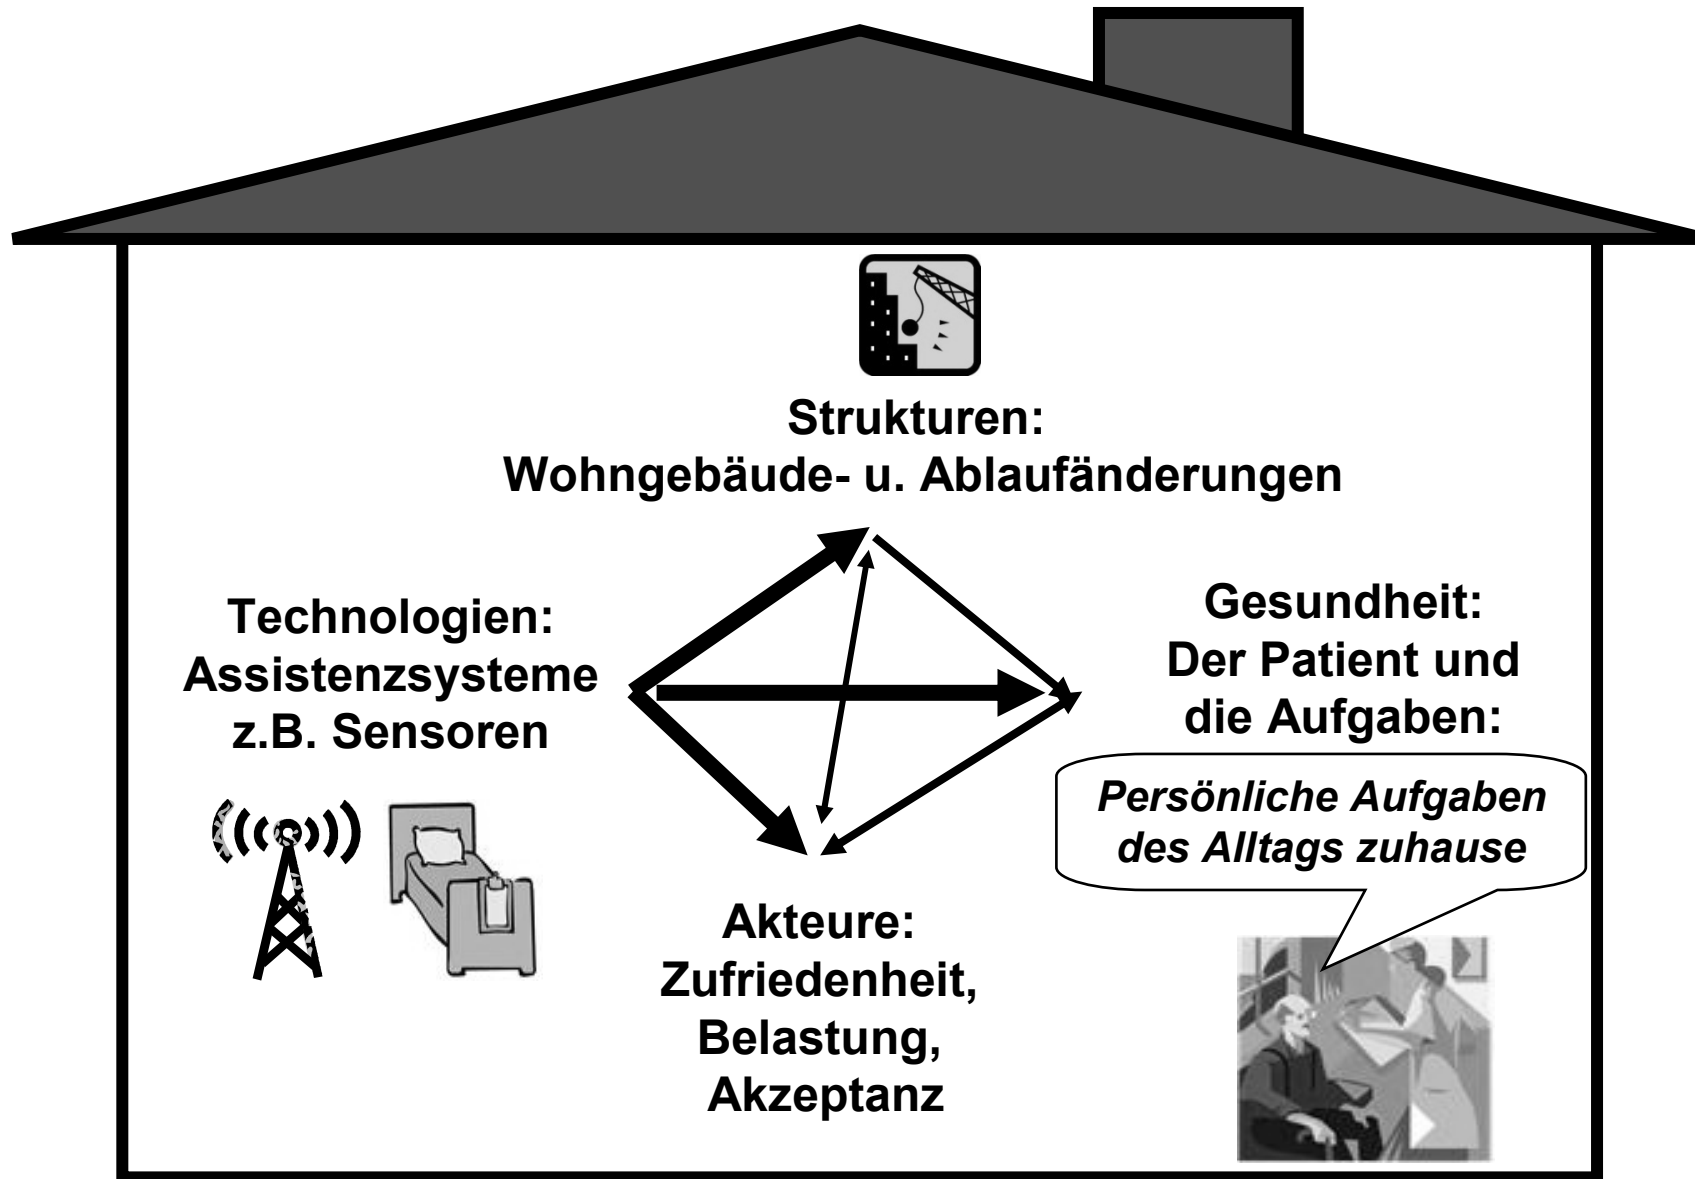 Strukturen:
Wohngebäude- u. Ablaufänderungen
Technologien:
Assistenzsysteme
z.B. Sensoren
Gesundheit:
Der Patient und
die Aufgaben:
Persönliche Aufgaben
des Alltags zuhause
Akteure:
Zufriedenheit,
Belastung,
Akzeptanz